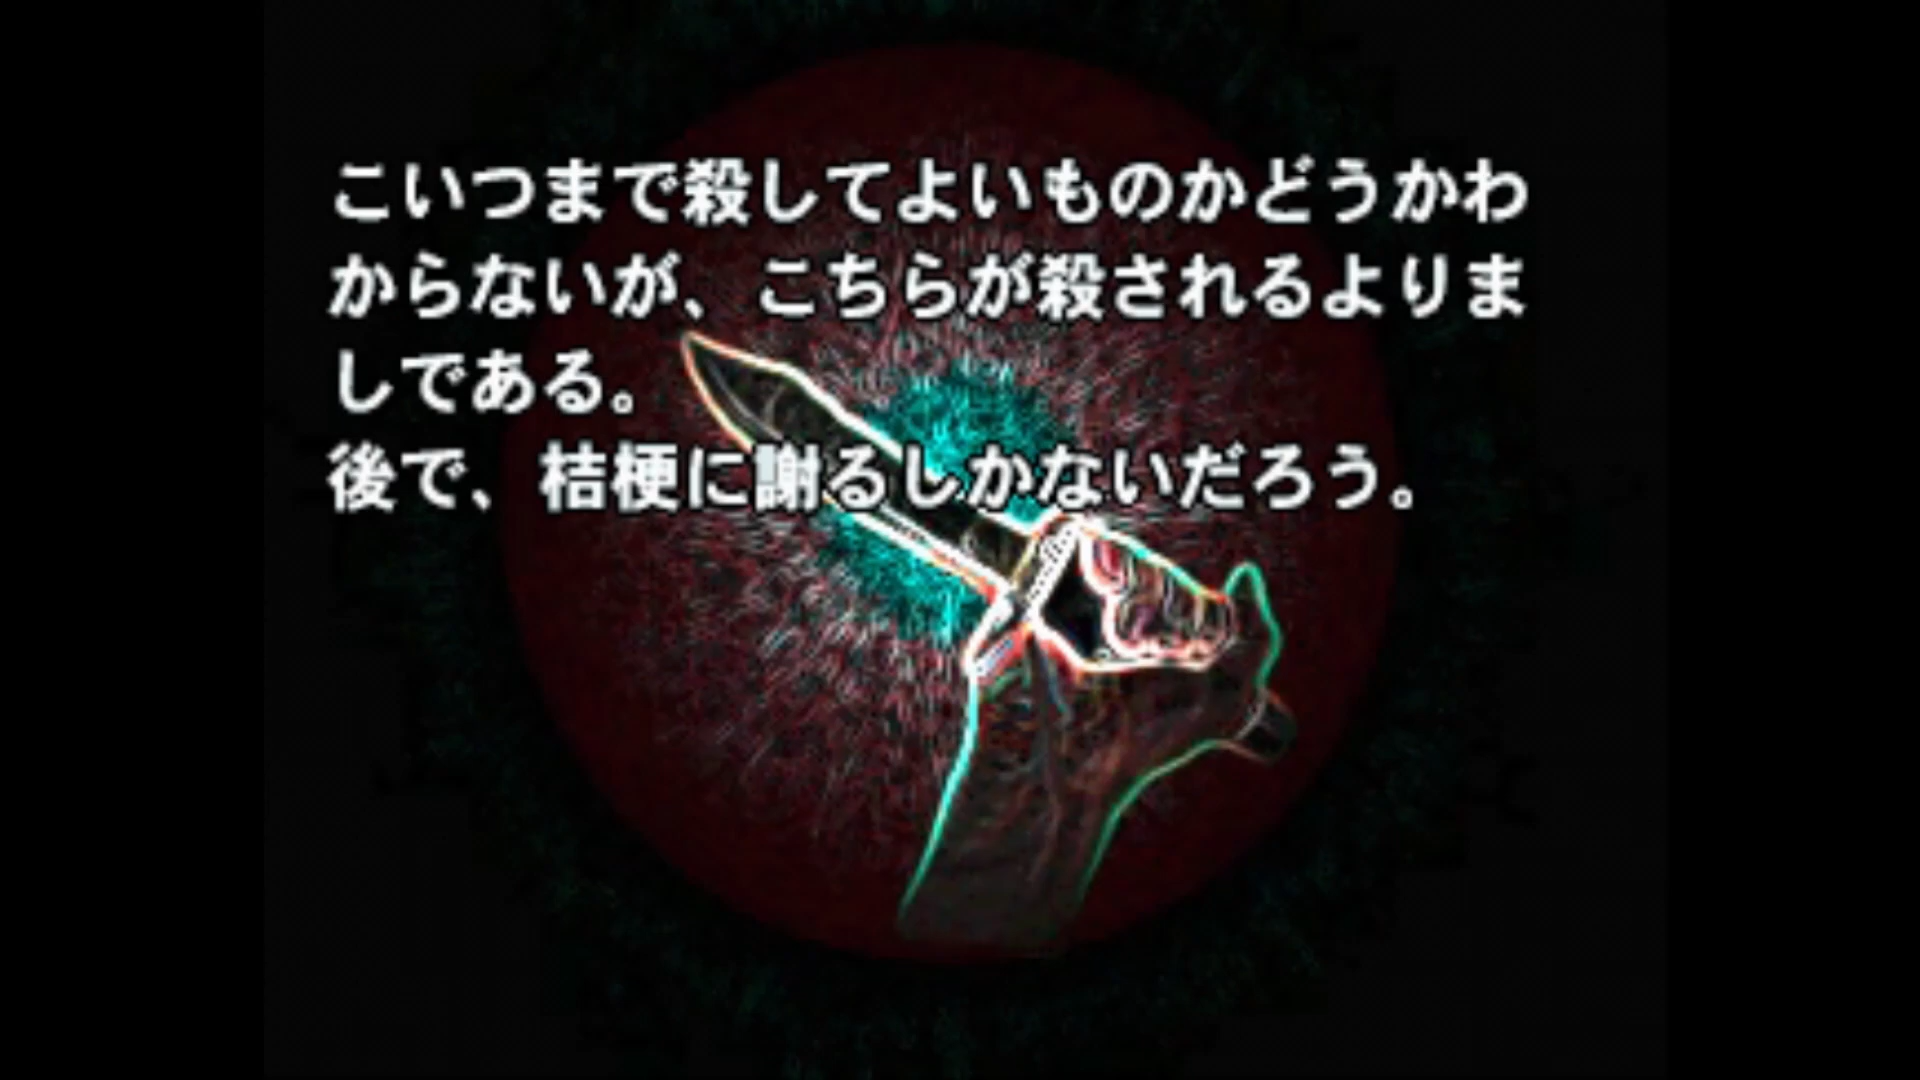 こいつまで殺してよいものかどうかわ
からないが、こちらが殺されるよりま
しである。
後で、桔梗に謝るしかないだろう。